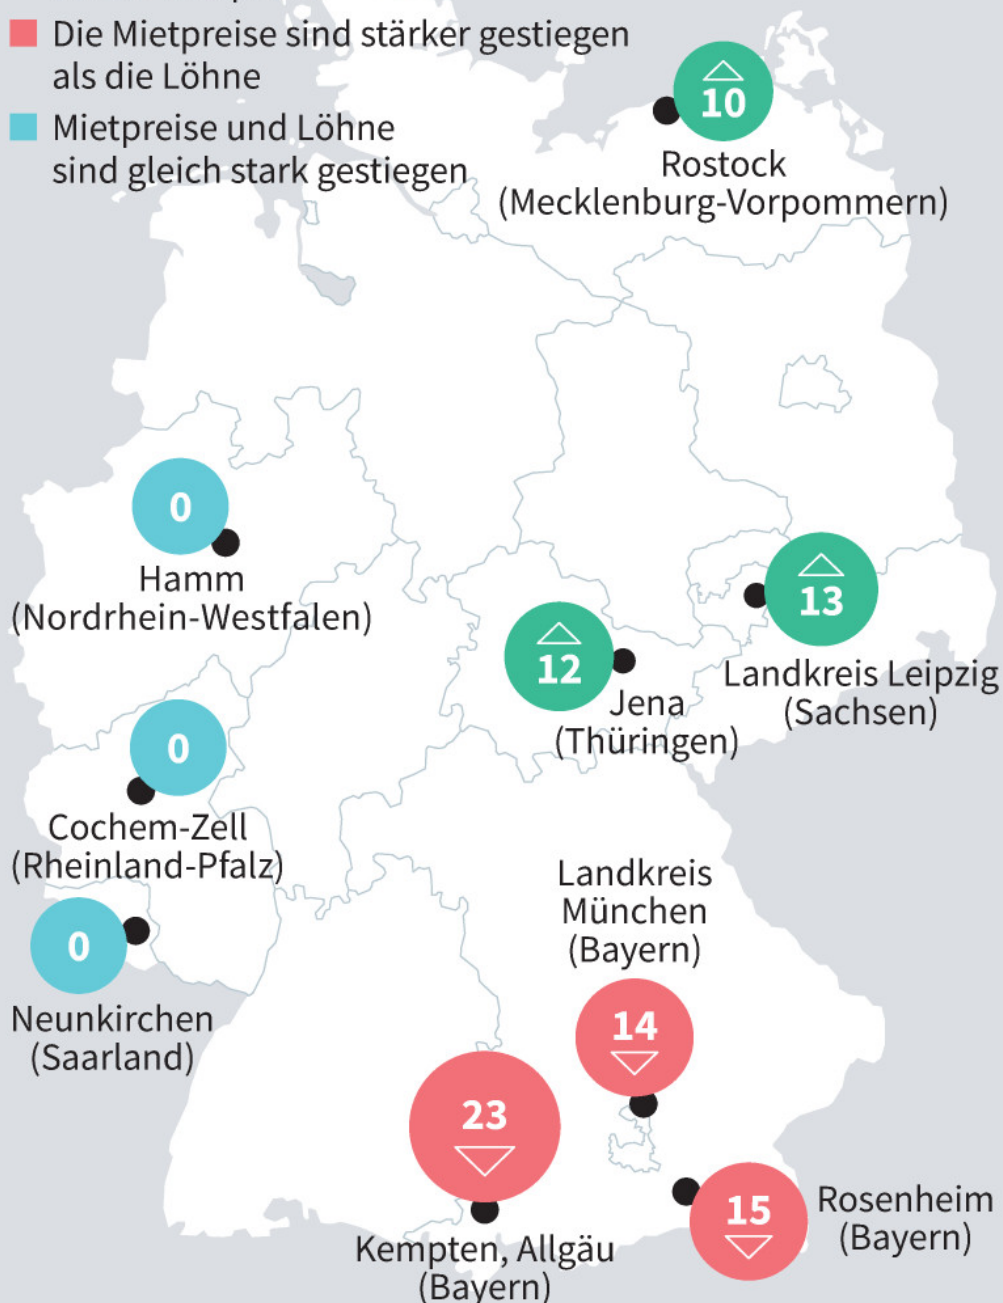 Die Mietpreise sind stärker gestiegen
als die Löhne
Mietpreise und Löhne
sind gleich stark gestiegen
10
Rostock
(Mecklenburg-Vorpommern)
0
Hamm
(Nordrhein-Westfalen)
13
Landkreis Leipzig
(Sachsen)
12
Jena
(Thüringen)
0
Cochem-Zell
(Rheinland-Pfalz)
0
Neunkirchen
(Saarland)
Landkreis
München
(Bayern)
14
23
Kempten, Allgäu
(Bayern)
15
Rosenheim
(Bayern)